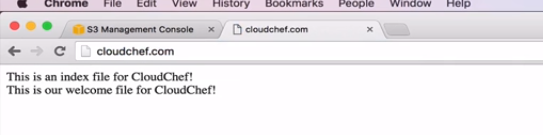 Chrome File Edit View History Bookmarks People Window Help
S3 Management Console × cloudchef.com ×
cloudchef.com
This is an index file for CloudChef!
This is our welcome file for CloudChef!